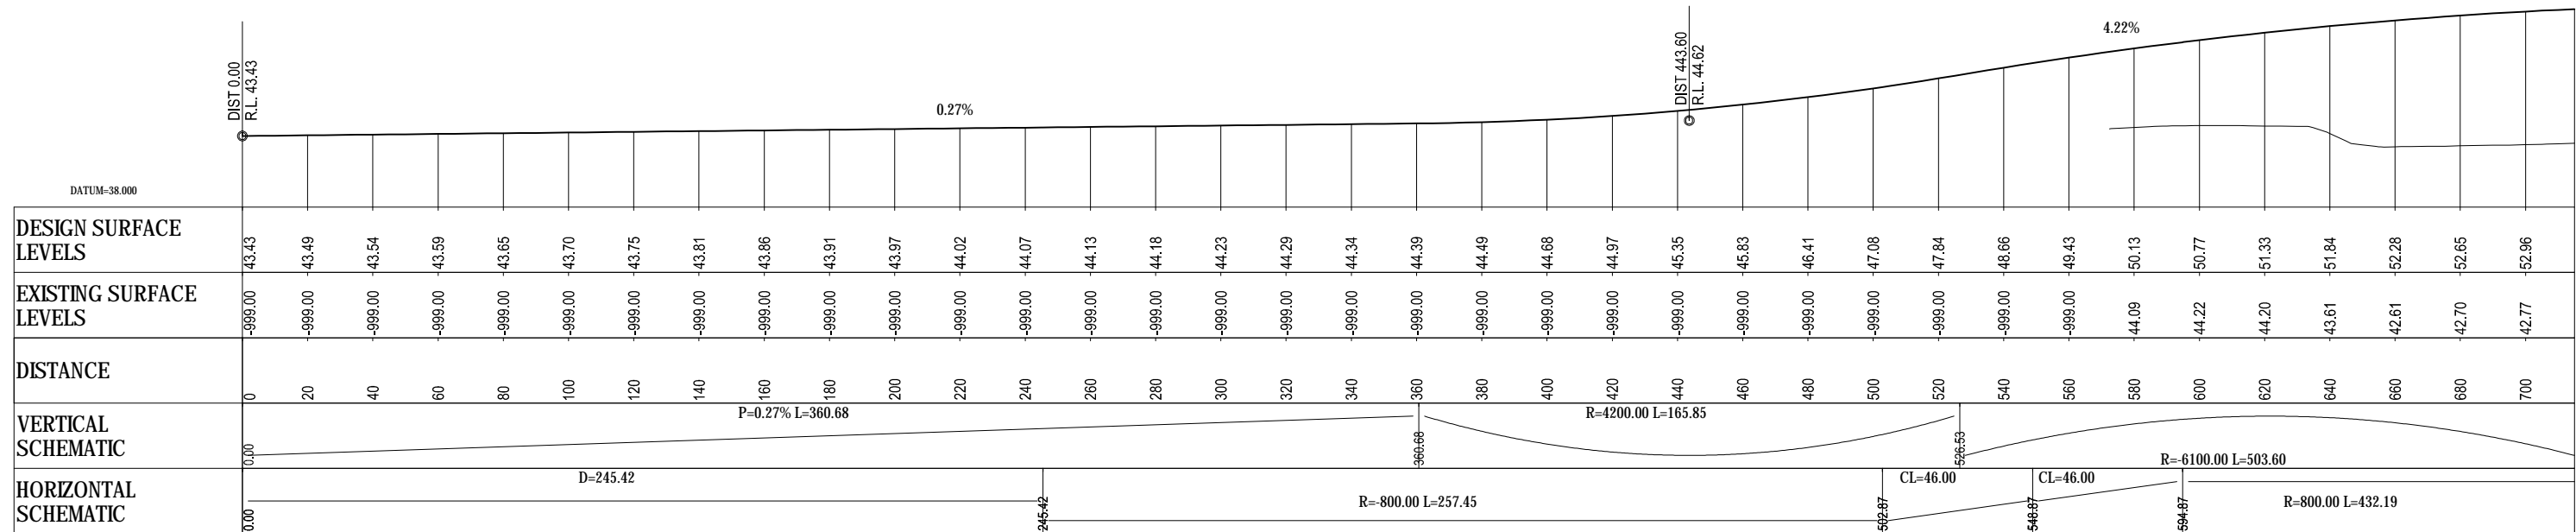 DIST 0.00
R.L. 43.43
0.27%
DIST 443.60
R.L. 44.62
4.22%
DATUM=38.000
DESIGN SURFACE
LEVELS
43.43 43.49 43.54 43.59 43.65 43.70 43.75 43.81 43.86 43.91 43.97 44.02 44.07 44.13 44.18 44.23 44.29 44.34 44.39 44.49 44.68 44.97 45.35 45.83 46.41 47.08 47.84 48.66 49.43 50.13 50.77 51.33 51.84 52.28 52.65 52.96
EXISTING SURFACE
LEVELS
-999.00 -999.00 -999.00 -999.00 -999.00 -999.00 -999.00 -999.00 -999.00 -999.00 -999.00 -999.00 -999.00 -999.00 -999.00 -999.00 -999.00 -999.00 -999.00 -999.00 -999.00 -999.00 -999.00 -999.00 -999.00 -999.00 -999.00 -999.00 -999.00 44.09 44.22 44.20 43.61 42.61 42.70 42.77
DISTANCE
0 20 40 60 80 100 120 140 160 180 200 220 240 260 280 300 320 340 360 380 400 420 440 460 480 500 520 540 560 580 600 620 640 660 680 700
VERTICAL
SCHEMATIC
0.00
P=0.27% L=360.68
360.68
R=4200.00 L=165.85
526.53
R=-6100.00 L=503.60
HORIZONTAL
SCHEMATIC
0.00
D=245.42
245.42
R=-800.00 L=257.45
502.87
CL=46.00
548.87
CL=46.00
594.87
R=800.00 L=432.19